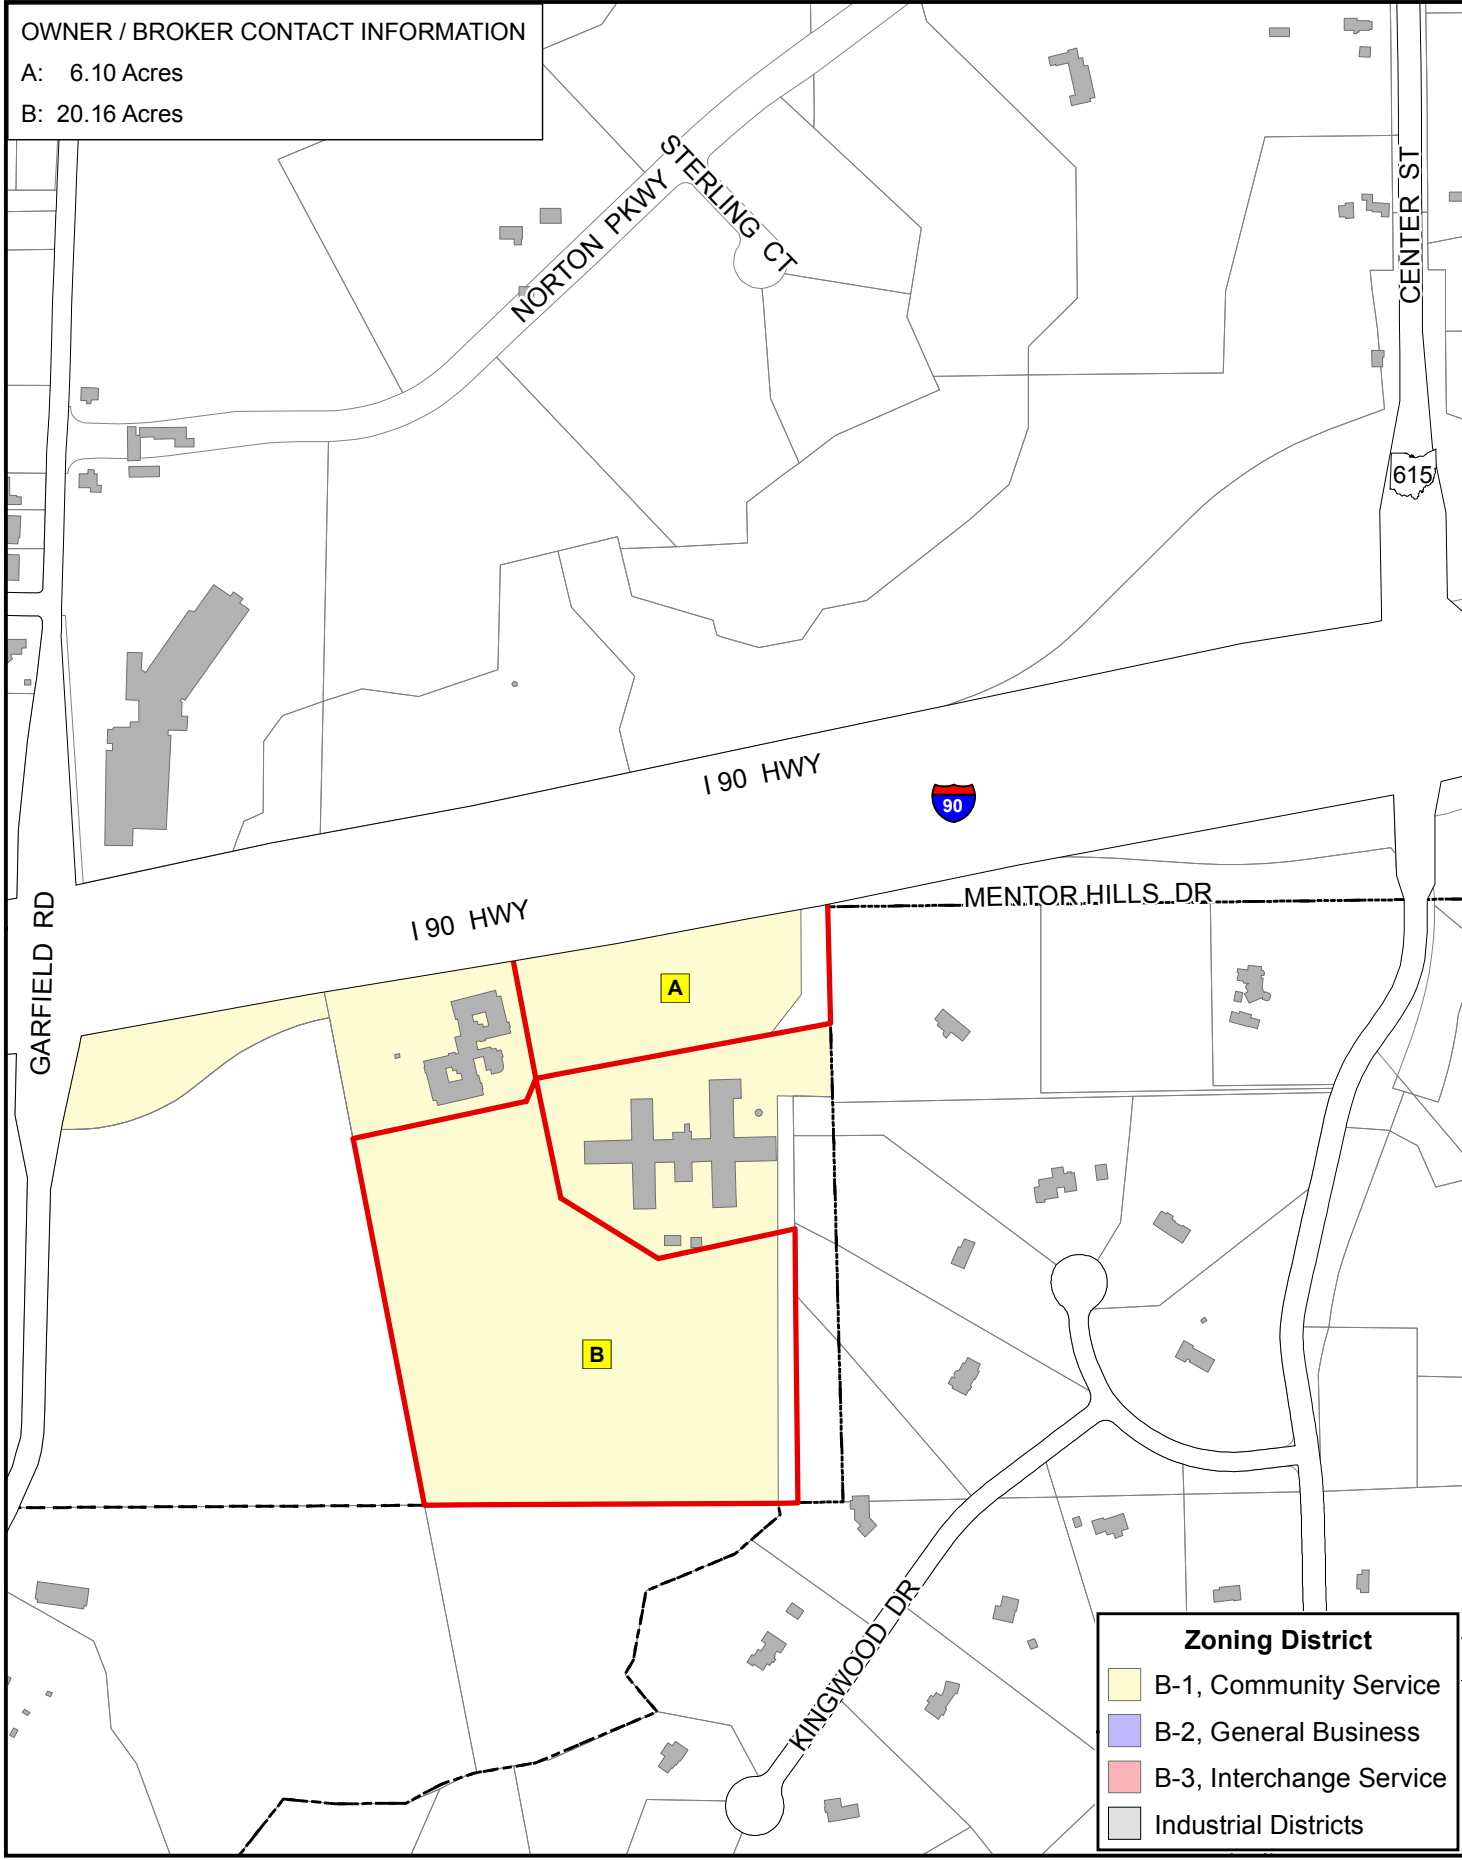 OWNER / BROKER CONTACT INFORMATION
A: 6.10 Acres
B: 20.16 Acres
STERLING CT
NORTON PKWY
CENTER ST
615
I 90 HWY
90
MENTOR HILLS DR
I 90 HWY
GARFIELD RD
A
B
KINGWOOD DR
Zoning District
B-1, Community Service
B-2, General Business
B-3, Interchange Service
Industrial Districts